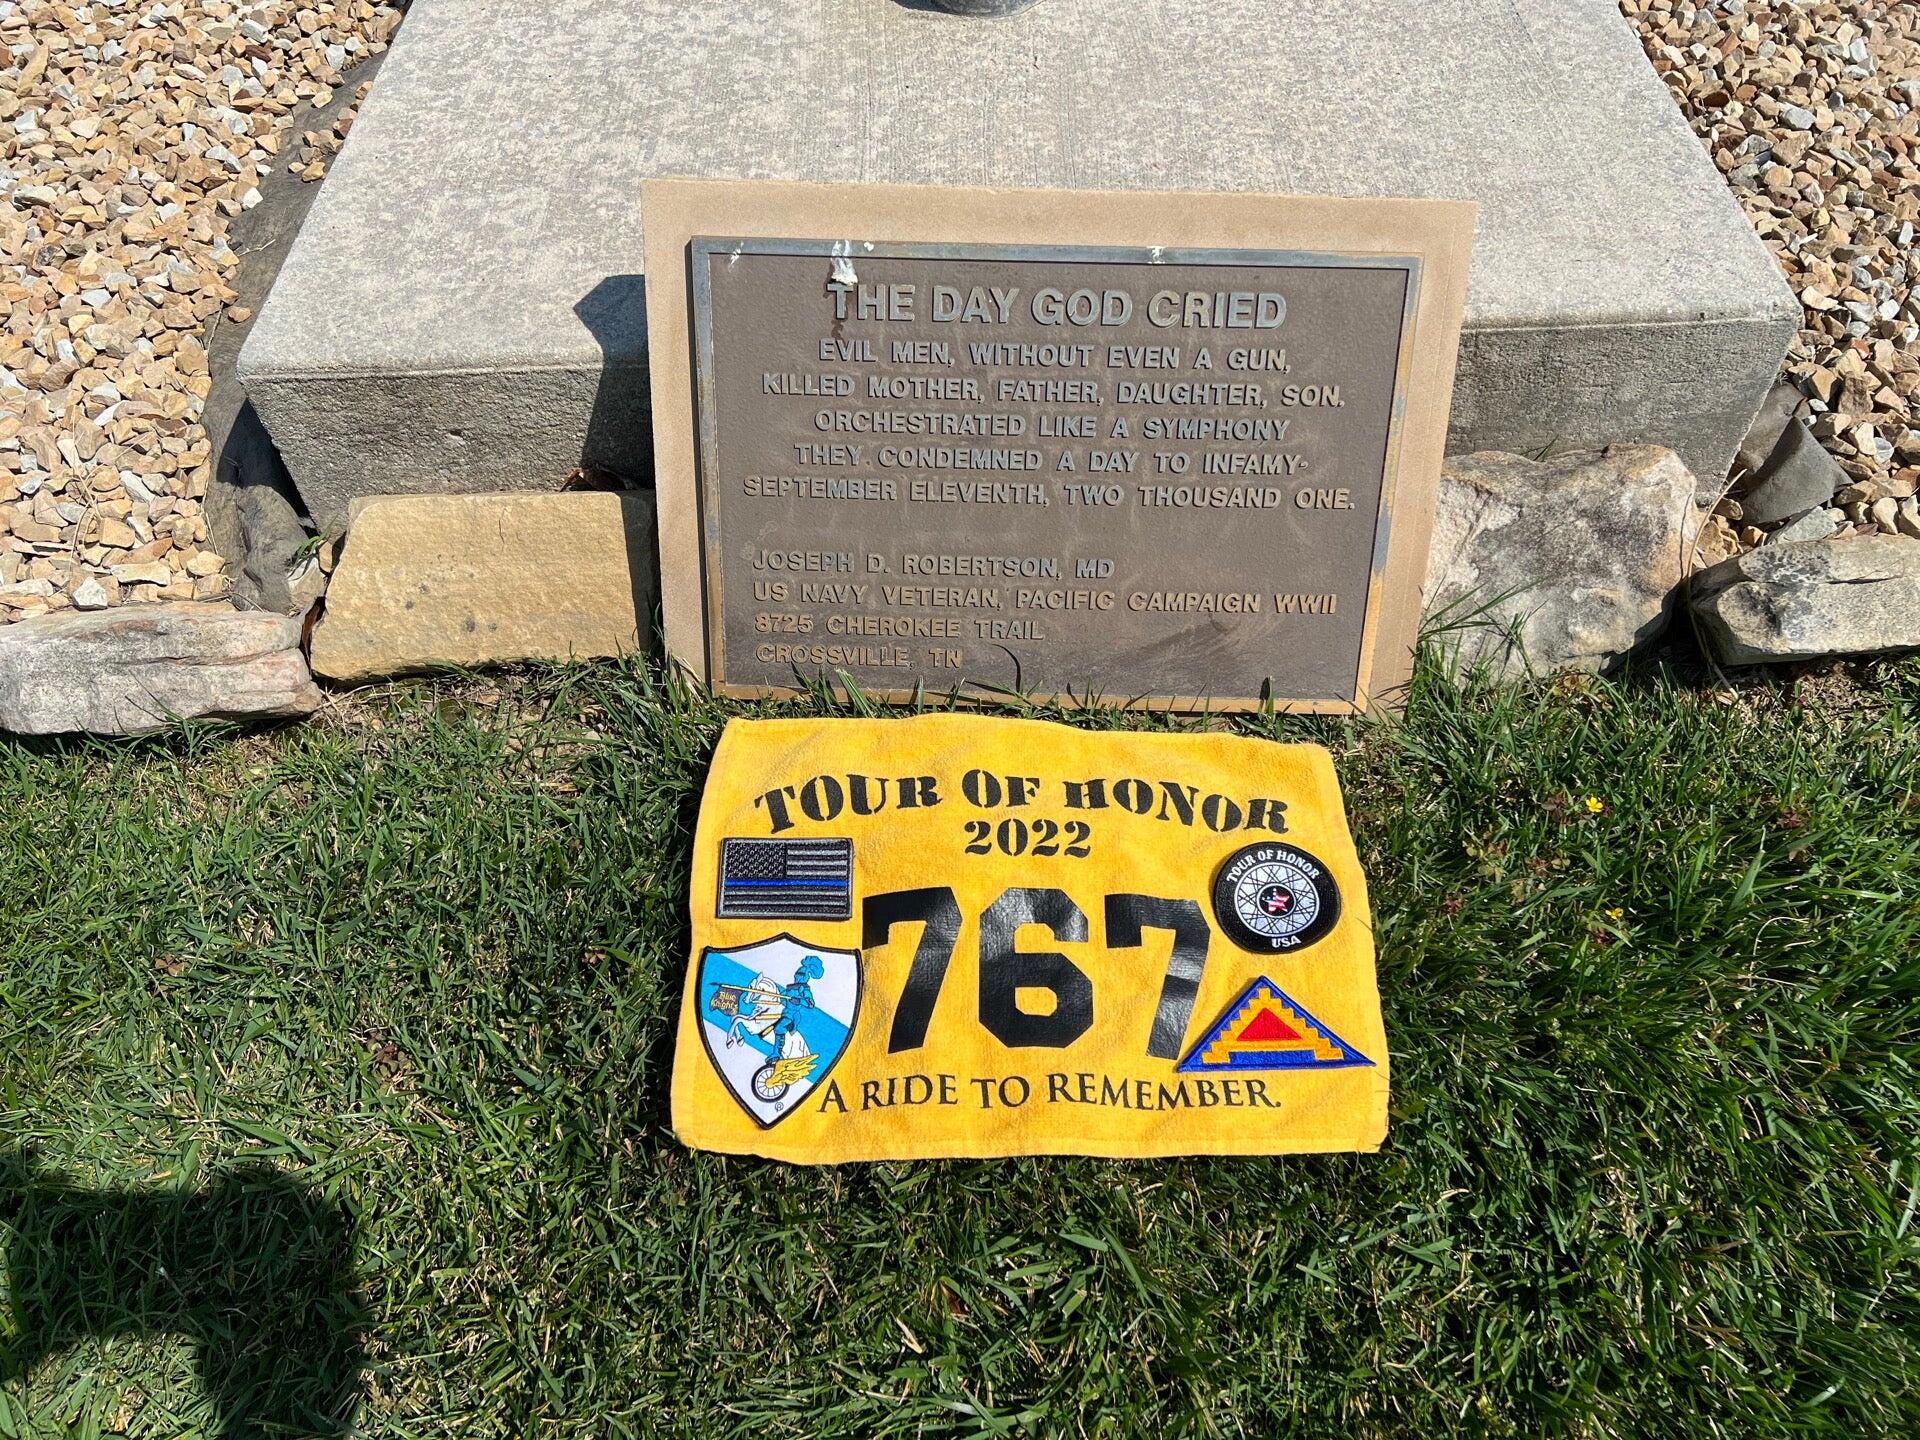 THE DAY GOD CRIED
EVIL MEN, WITHOUT EVEN A GUN,
KILLED MOTHER, FATHER, DAUGHTER, SON.
ORCHESTRATED LIKE A SYMPHONY
THEY CONDEMNED A DAY TO INFAMY-
SEPTEMBER ELEVENTH, TWO THOUSAND ONE.
JOSEPH D. ROBERTSON, MD
US NAVY VETERAN, PACIFIC CAMPAIGN WWII
8725 CHEROKEE TRAIL
CROSSVILLE, TN
TOUR OF HONOR
2022
TOUR OF HONOR
USA
767
Blue
Knights
®
A RIDE TO REMEMBER.